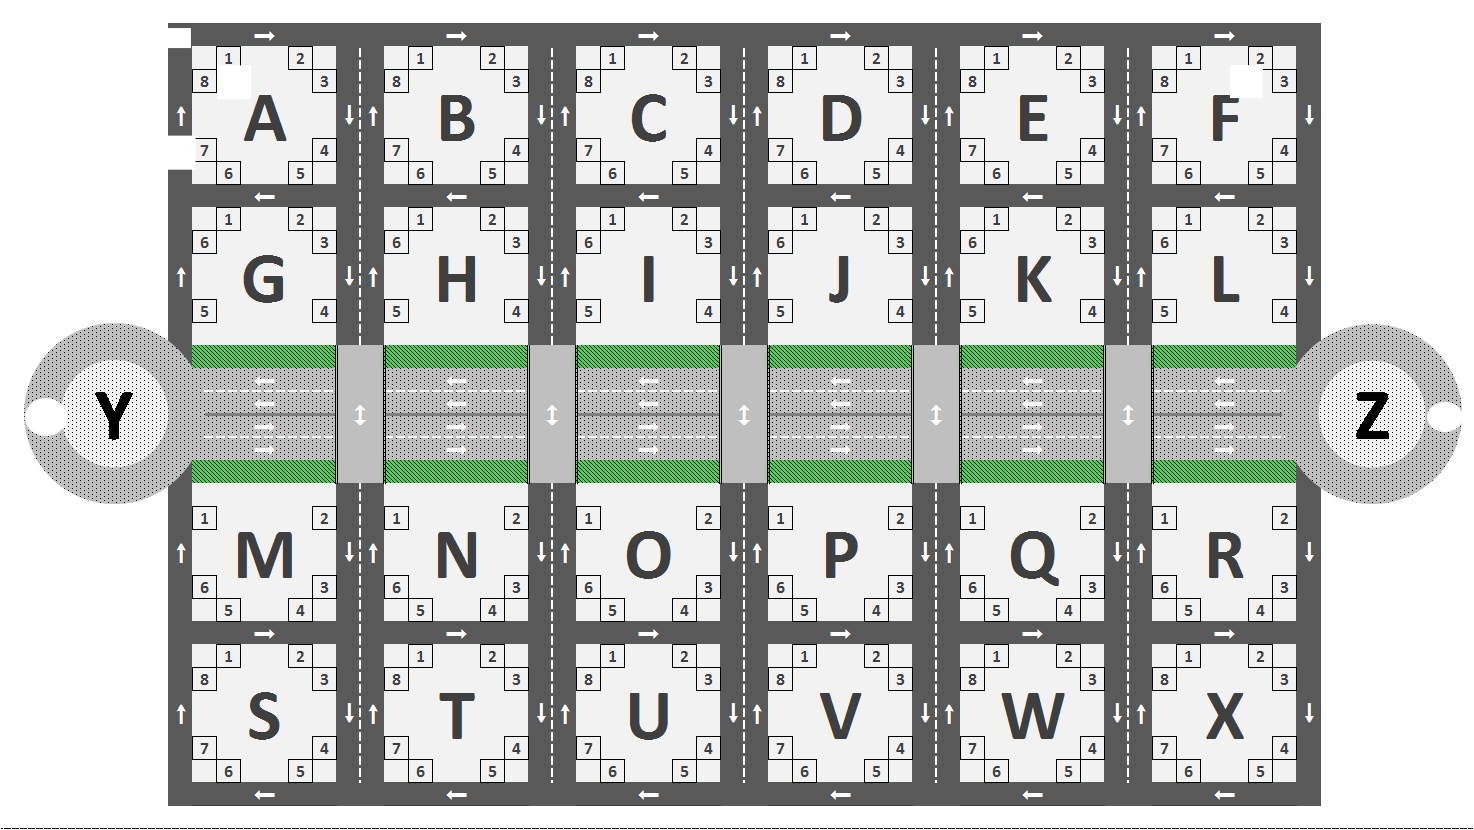 → → → → → →
1 2 1 2 1 2 1 2 1 2 1 2
8 3 8 3 8 3 8 3 8 3 8 3
↑ A ↓ ↑ B ↓ ↑ C ↓ ↑ D ↓ ↑ E ↓ ↑ F ↓
7 4 7 4 7 4 7 4 7 4 7 4
6 5 6 5 6 5 6 5 6 5 6 5
← ← ← ← ← ←
1 2 1 2 1 2 1 2 1 2 1 2
6 3 6 3 6 3 6 3 6 3 6 3
↑ G ↓ ↑ H ↓ ↑ I ↓ ↑ J ↓ ↑ K ↓ ↑ L ↓
5 4 5 4 5 4 5 4 5 4 5 4
← ← ← ← ← ←
← ← ← ← ← ←
Y ↕ ↕ ↕ ↕ ↕ Z
→ → → → → →
→ → → → → →
1 2 1 2 1 2 1 2 1 2 1 2
↑ M ↓ ↑ N ↓ ↑ O ↓ ↑ P ↓ ↑ Q ↓ ↑ R ↓
6 3 6 3 6 3 6 3 6 3 6 3
5 4 5 4 5 4 5 4 5 4 5 4
→ → → → → →
1 2 1 2 1 2 1 2 1 2 1 2
8 3 8 3 8 3 8 3 8 3 8 3
↑ S ↓ ↑ T ↓ ↑ U ↓ ↑ V ↓ ↑ W ↓ ↑ X ↓
7 4 7 4 7 4 7 4 7 4 7 4
6 5 6 5 6 5 6 5 6 5 6 5
← ← ← ← ← ←